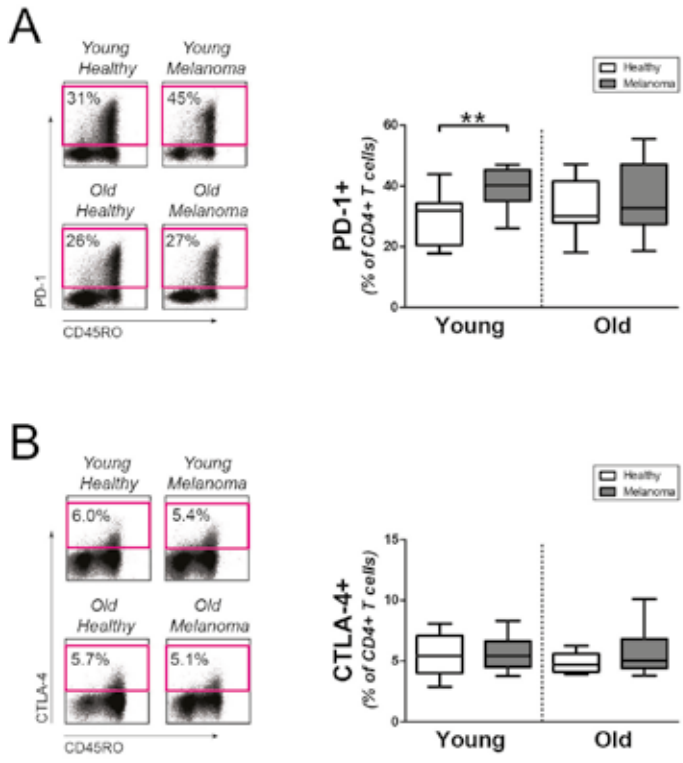 A
Young Healthy
Young Melanoma
31%
45%
Old Healthy
Old Melanoma
26%
27%
PD-1
CD45RO
Healthy
Melanoma
**
PD-1+
(% of CD4+ T cells)
60
40
20
0
Young
Old
B
Young Healthy
Young Melanoma
6.0%
5.4%
Old Healthy
Old Melanoma
5.7%
5.1%
CTLA-4
CD45RO
Healthy
Melanoma
CTLA-4+
(% of CD4+ T cells)
15
10
5
0
Young
Old